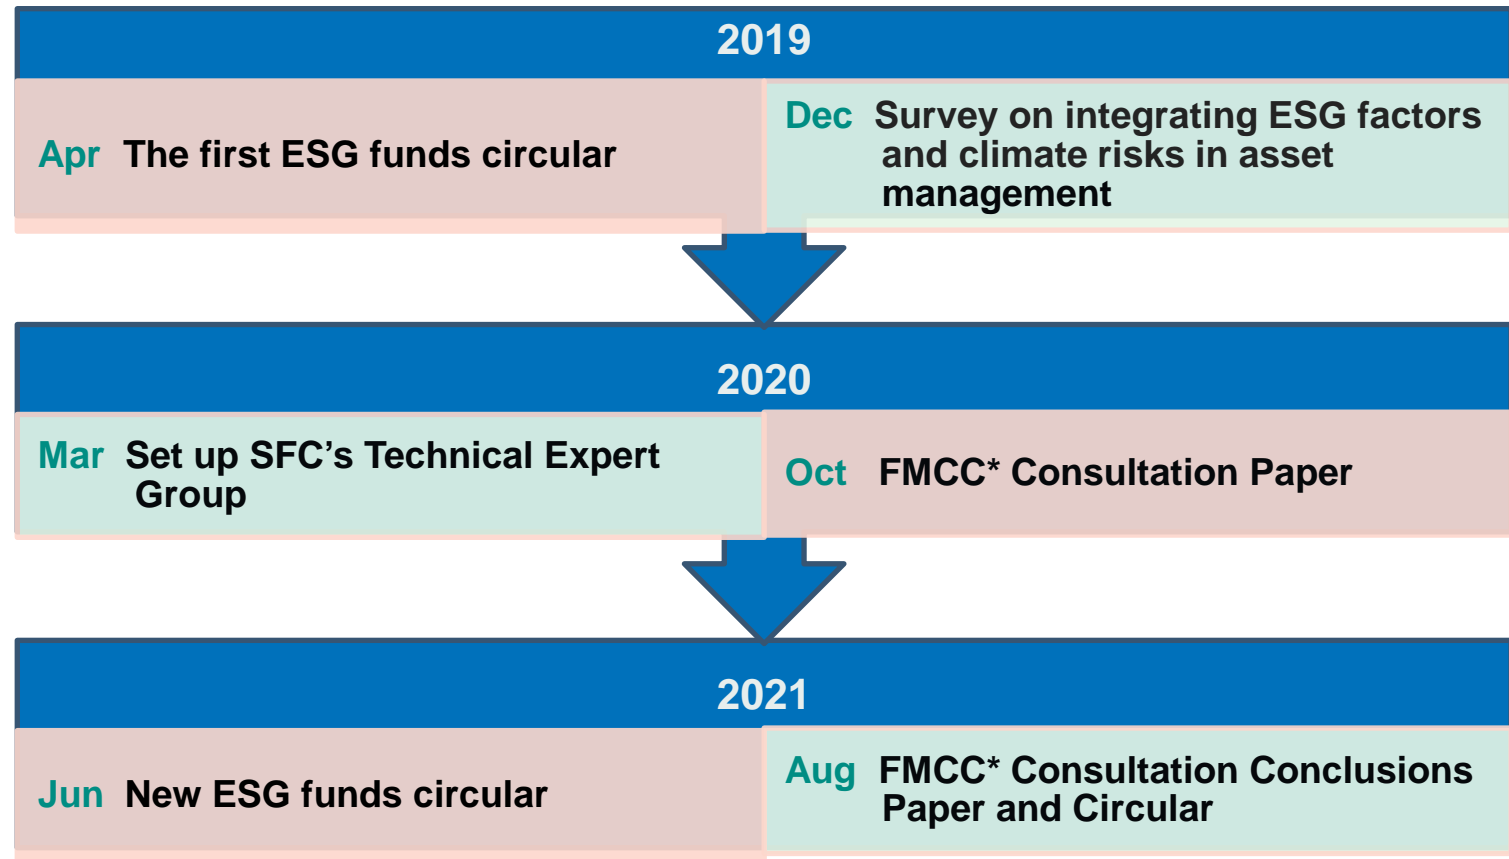 2019
Apr The first ESG funds circular
Dec Survey on integrating ESG factors
and climate risks in asset
management
2020
Mar Set up SFC’s Technical Expert
Group
Oct FMCC* Consultation Paper
2021
Jun New ESG funds circular
Aug FMCC* Consultation Conclusions
Paper and Circular